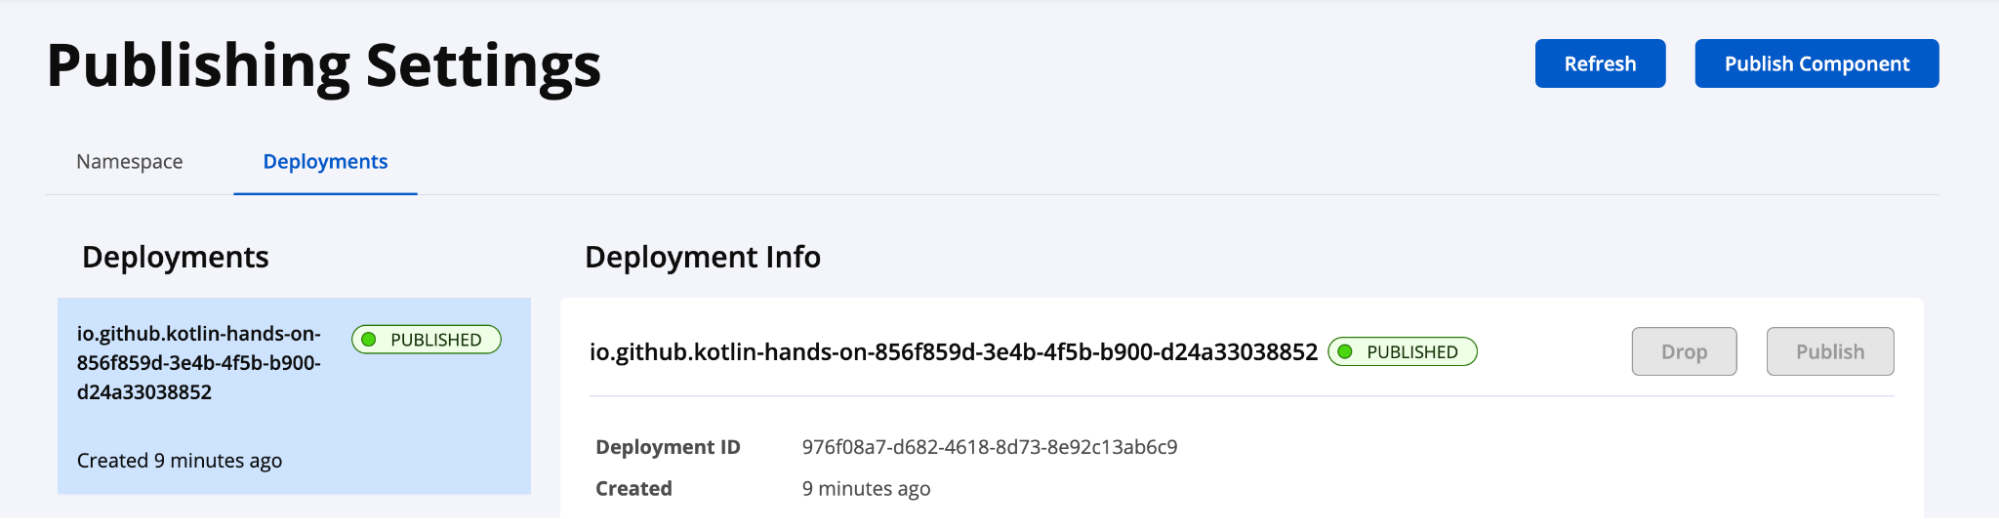 Publishing Settings
Refresh
Publish Component
Namespace
Deployments
Deployments
io.github.kotlin-hands-on-
856f859d-3e4b-4f5b-b900-
d24a33038852
PUBLISHED
Created 9 minutes ago
Deployment Info
io.github.kotlin-hands-on-856f859d-3e4b-4f5b-b900-d24a33038852
PUBLISHED
Drop
Publish
Deployment ID 976f08a7-d682-4618-8d73-8e92c13ab6c9
Created 9 minutes ago